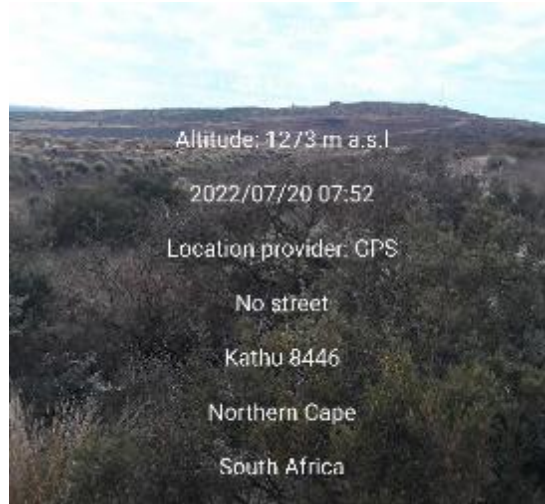 Altitude: 1273 m a.s.l
2022/07/20 07:52
Location provider: GPS
No street
Kathu 8446
Northern Cape
South Africa